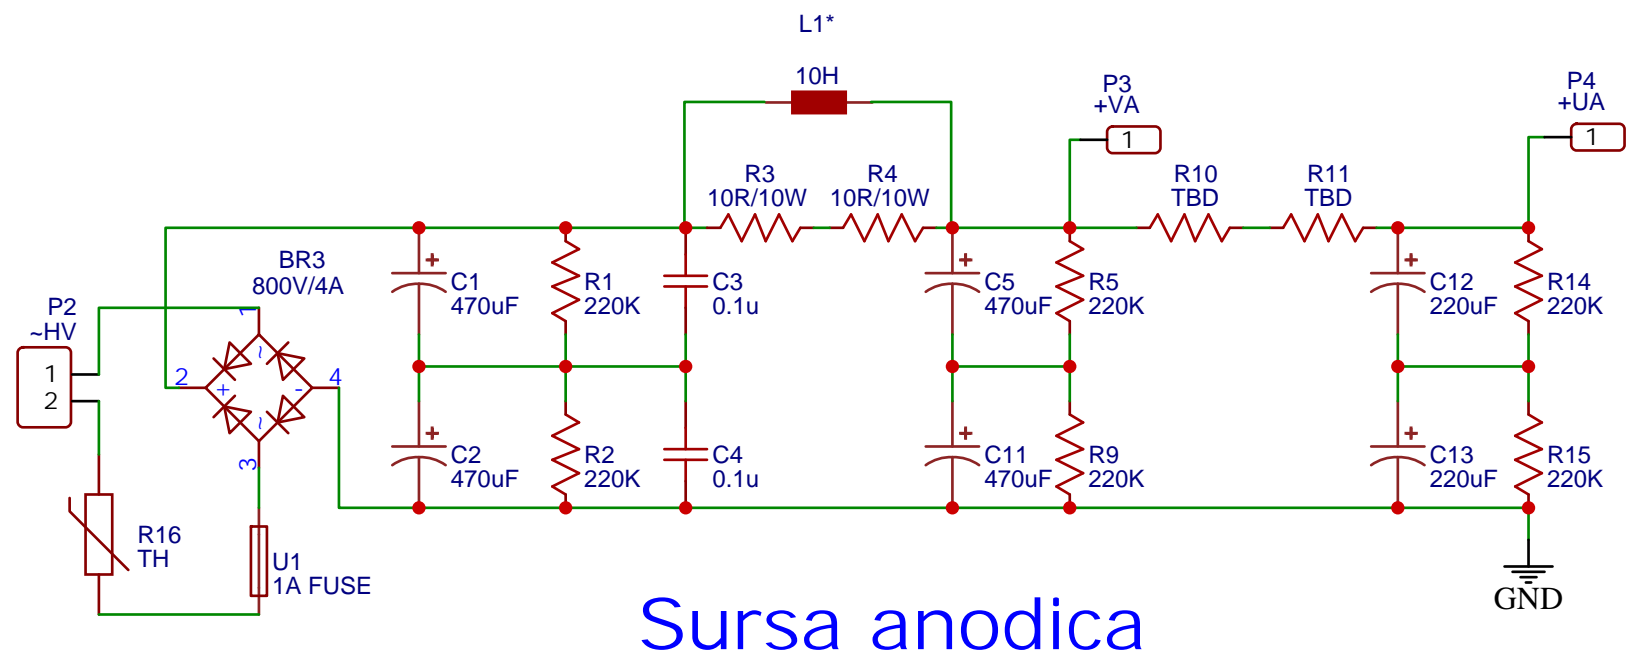 L1*
10H
P3
+VA
1
P4
+UA
1
R3
10R/10W
R4
10R/10W
R10
TBD
R11
TBD
BR3
800V/4A
P2
~HV
1
2
1
2
3
4
~
+
-
~
+
C1
470uF
R1
220K
C3
0.1u
+
C5
470uF
R5
220K
+
C12
220uF
R14
220K
+
C2
470uF
R2
220K
C4
0.1u
+
C11
470uF
R9
220K
+
C13
220uF
R15
220K
R16
TH
U1
1A FUSE
GND
Sursa anodica